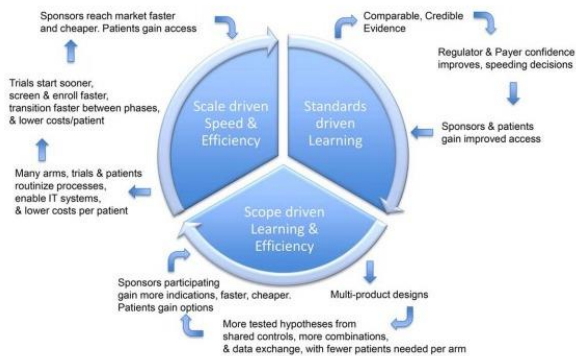 Sponsors reach market faster
and cheaper. Patients gain access
Trials start sooner,
screen & enroll faster,
transition faster between phases,
& lower costs/patient
Many arms, trials & patients
routinize processes,
enable IT systems,
& lower costs per patient
Scale driven
Speed &
Efficiency
Standards
driven
Learning
Comparable, Credible
Evidence
Regulator & Payer confidence
improves, speeding decisions
Sponsors & patients
gain improved access
Scope driven
Learning &
Efficiency
Sponsors participating
gain more indications, faster, cheaper.
Patients gain options
Multi-product designs
More tested hypotheses from
shared controls, more combinations,
& data exchange, with fewer patients needed per arm